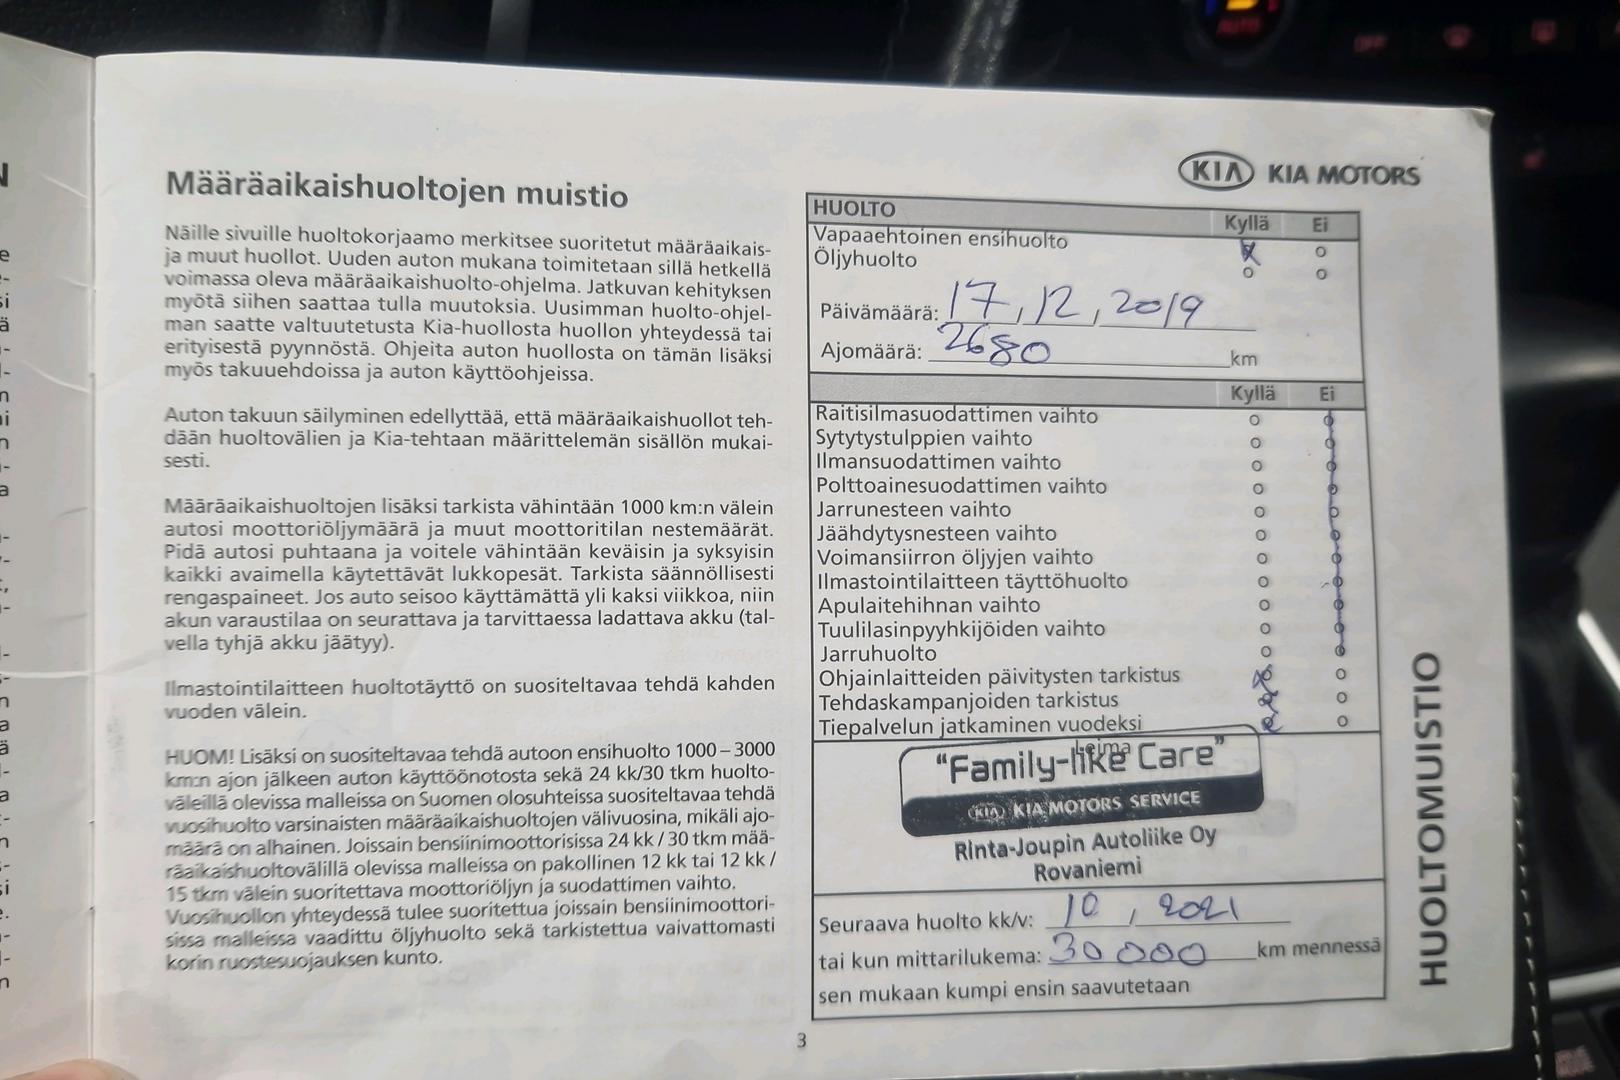 Määräaikaishuoltojen muistio
Näille sivuille huoltokorjaamo merkitsee suoritetut määräaikais-
ja muut huollot. Uuden auton mukana toimitetaan sillä hetkellä
voimassa oleva määräaikaishuolto-ohjelma. Jatkuvan kehityksen
myötä siihen saattaa tulla muutoksia. Uusimman huolto-ohjel-
man saatte valtuutetusta Kia-huollosta huollon yhteydessä tai
erityisestä pyynnöstä. Ohjeita auton huollosta on tämän lisäksi
myös takuuehdoissa ja auton käyttöohjeissa.
Auton takuun säilyminen edellyttää, että määräaikaishuollot teh-
dään huoltovälien ja Kia-tehtaan määrittelemän sisällön mukai-
sesti.
Määräaikaishuoltojen lisäksi tarkista vähintään 1000 km:n välein
autosi moottoriöljymäärä ja muut moottoritilan nestemäärät.
Pidä autosi puhtaana ja voitele vähintään keväisin ja syksyisin
kaikki avaimella käytettävät lukkopesät. Tarkista säännöllisesti
rengaspaineet. Jos auto seisoo käyttämättä yli kaksi viikkoa, niin
akun varaustilaa on seurattava ja tarvittaessa ladattava akku (tal-
vella tyhjä akku jäätyy).
Ilmastointilaitteen huoltotäyttö on suositeltavaa tehdä kahden
vuoden välein.
HUOM! Lisäksi on suositeltavaa tehdä autoon ensihuolto 1000 – 3000
km:n ajon jälkeen auton käyttöönotosta sekä 24 kk/30 tkm huolto-
väleillä olevissa malleissa on Suomen olosuhteissa suositeltavaa tehdä
vuosihuolto varsinaisten määräaikaishuoltojen välivuosina, mikäli ajo-
määrä on alhainen. Joissain bensiinimoottorisissa 24 kk / 30 tkm mää-
räaikaishuoltovälillä olevissa malleissa on pakollinen 12 kk tai 12 kk /
15 tkm välein suoritettava moottoriöljyn ja suodattimen vaihto.
Vuosihuollon yhteydessä tulee suoritettua joissain bensiinimoottori-
sissa malleissa vaadittu öljyhuolto sekä tarkistettua vaivattomasti
korin ruostesuojauksen kunto.
KIA KIA MOTORS
HUOLTO Kyllä Ei
Vapaaehtoinen ensihuolto
Öljyhuolto
Päivämäärä: 17, 12, 2019
Ajomäärä: 2680 km
Kyllä Ei
Raitisilmasuodattimen vaihto
Sytytystulppien vaihto
Ilmansuodattimen vaihto
Polttoainesuodattimen vaihto
Jarrunesteen vaihto
Jäähdytysnesteen vaihto
Voimansiirron öljyjen vaihto
Ilmastointilaitteen täyttöhuolto
Apulaitehihnan vaihto
Tuulilasinpyyhkijöiden vaihto
Jarruhuolto
Ohjainlaitteiden päivitysten tarkistus
Tehdaskampanjoiden tarkistus
Tiepalvelun jatkaminen vuodeksi
Leima
"Family-like Care"
KIA KIA MOTORS SERVICE
Rinta-Joupin Autoliike Oy
Rovaniemi
Seuraava huolto kk/v: 10, 2021
tai kun mittarilukema: 30 000 km mennessä
sen mukaan kumpi ensin saavutetaan
HUOLTOMUISTIO
3